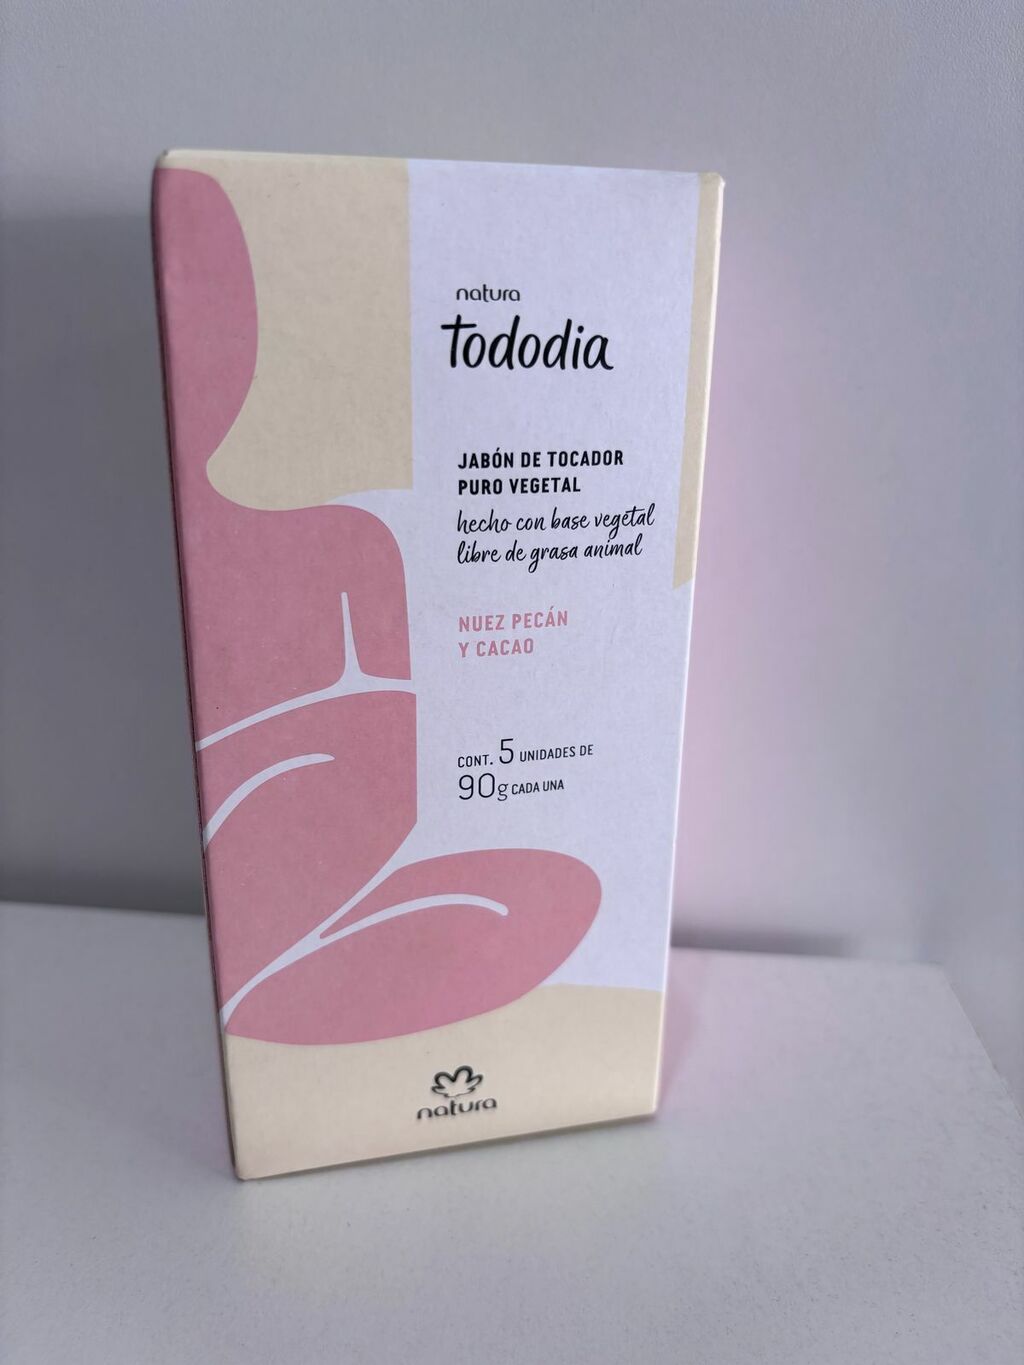 natura
tododia
JABÓN DE TOCADOR
PURO VEGETAL
hecho con base vegetal
libre de grasa animal
NUEZ PECÁN
Y CACAO
CONT. 5 UNIDADES DE
90g CADA UNA
natura